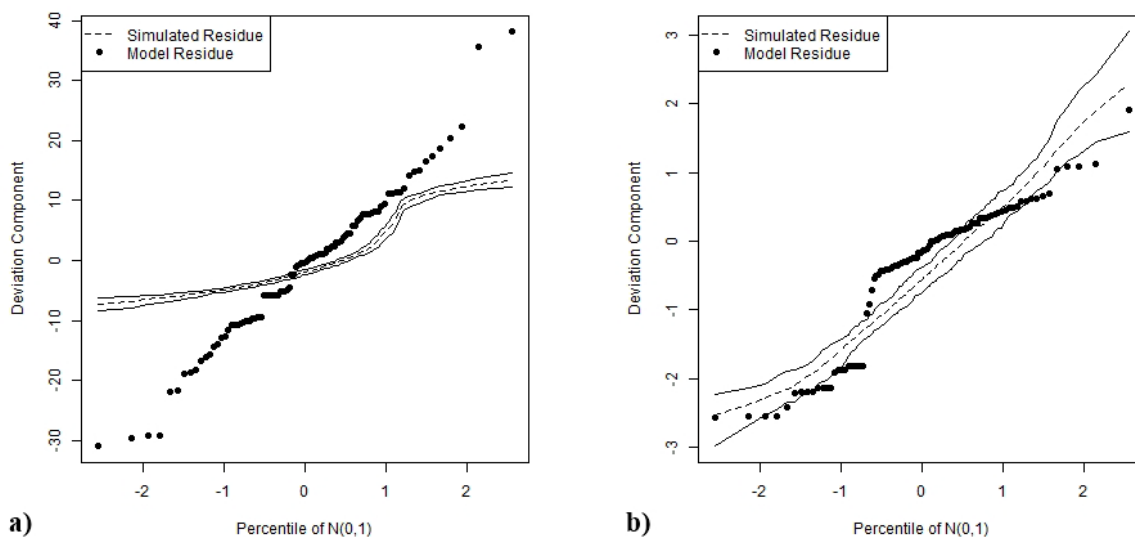 Simulated Residue
Model Residue
Deviation Component
40
30
20
10
0
-10
-20
-30
-2
-1
0
1
2
Percentile of N(0,1)
a)
Simulated Residue
Model Residue
Deviation Component
3
2
1
0
-1
-2
-3
-2
-1
0
1
2
Percentile of N(0,1)
b)